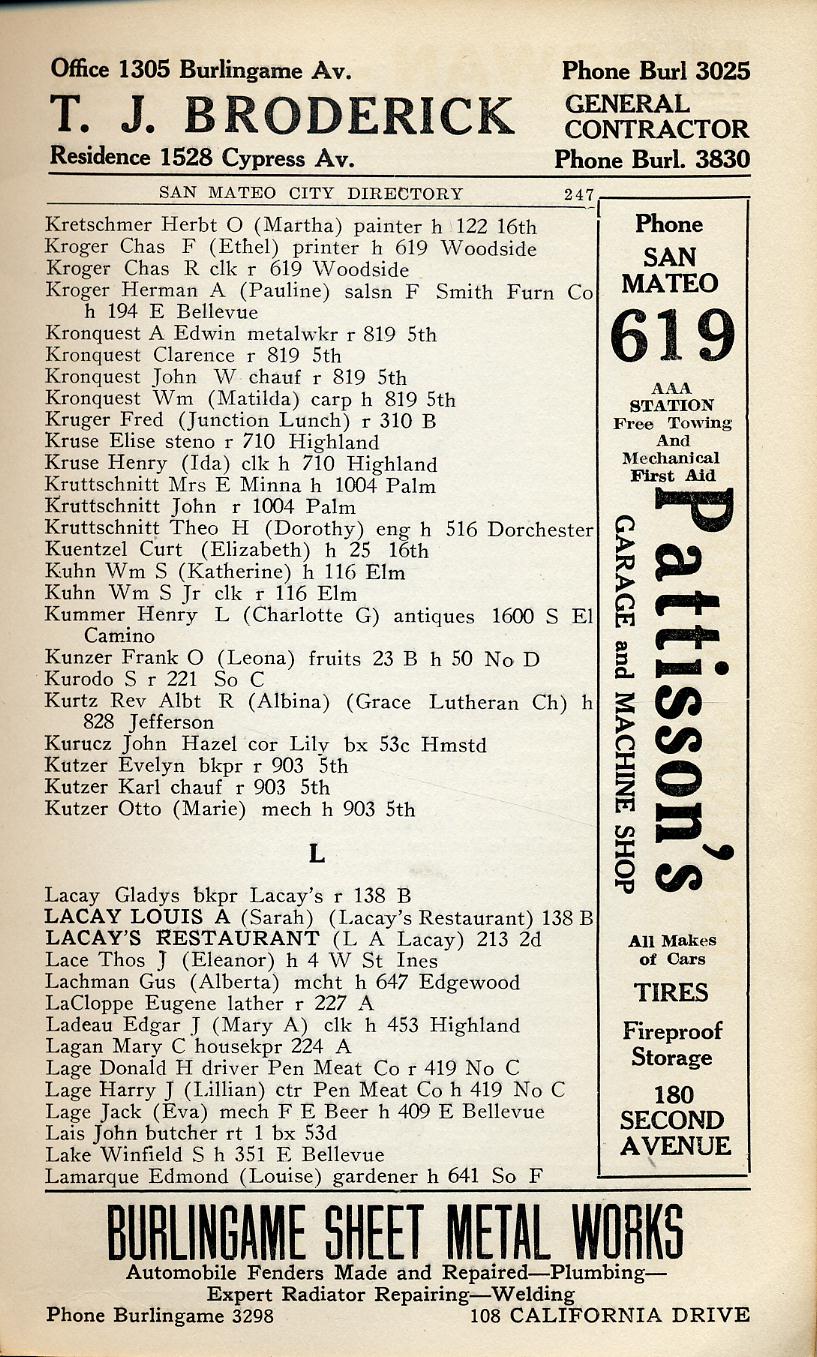 Office 1305 Burlingame Av. Phone Burl 3025
T. J. BRODERICK GENERAL CONTRACTOR
Residence 1528 Cypress Av. Phone Burl. 3830
SAN MATEO CITY DIRECTORY 247
Kretschmer Herbt O (Martha) painter h 122 16th
Kroger Chas F (Ethel) printer h 619 Woodside
Kroger Chas R clk r 619 Woodside
Kroger Herman A (Pauline) salsn F Smith Furn Co
h 194 E Bellevue
Kronquest A Edwin metalwkr r 819 5th
Kronquest Clarence r 819 5th
Kronquest John W chauf r 819 5th
Kronquest Wm (Matilda) carp h 819 5th
Kruger Fred (Junction Lunch) r 310 B
Kruse Elise steno r 710 Highland
Kruse Henry (Ida) clk h 710 Highland
Kruttschnitt Mrs E Minna h 1004 Palm
Kruttschnitt John r 1004 Palm
Kruttschnitt Theo H (Dorothy) eng h 516 Dorchester
Kuentzel Curt (Elizabeth) h 25 16th
Kuhn Wm S (Katherine) h 116 Elm
Kuhn Wm S Jr clk r 116 Elm
Kummer Henry L (Charlotte G) antiques 1600 S El
Camino
Kunzer Frank O (Leona) fruits 23 B h 50 No D
Kurodo S r 221 So C
Kurtz Rev Albt R (Albina) (Grace Lutheran Ch) h
828 Jefferson
Kurucz John Hazel cor Lily bx 53c Hmstd
Kutzer Evelyn bkpr r 903 5th
Kutzer Karl chauf r 903 5th
Kutzer Otto (Marie) mech h 903 5th
L
Lacay Gladys bkpr Lacay's r 138 B
LACAY LOUIS A (Sarah) (Lacay's Restaurant) 138 B
LACAY'S RESTAURANT (L A Lacay) 213 2d
Lace Thos J (Eleanor) h 4 W St Ines
Lachman Gus (Alberta) mcht h 647 Edgewood
LaCloppe Eugene lather r 227 A
Ladeau Edgar J (Mary A) clk h 453 Highland
Lagan Mary C housekpr 224 A
Lage Donald H driver Pen Meat Co r 419 No C
Lage Harry J (Lillian) ctr Pen Meat Co h 419 No C
Lage Jack (Eva) mech F E Beer h 409 E Bellevue
Lais John butcher rt 1 bx 53d
Lake Winfield S h 351 E Bellevue
Lamarque Edmond (Louise) gardener h 641 So F
Phone
SAN
MATEO
619
AAA
STATION
Free Towing
And
Mechanical
First Aid
Pattisson's
GARAGE and MACHINE SHOP
All Makes
of Cars
TIRES
Fireproof
Storage
180
SECOND
AVENUE
BURLINGAME SHEET METAL WORKS
Automobile Fenders Made and Repaired—Plumbing—
Expert Radiator Repairing—Welding
Phone Burlingame 3298 108 CALIFORNIA DRIVE